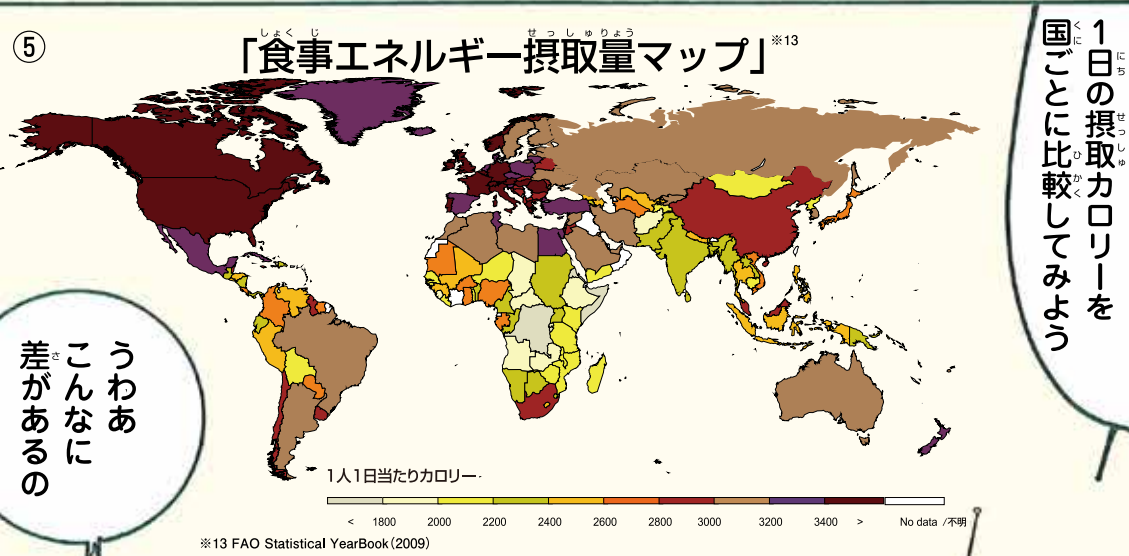 1日の摂取カロリーを
国ごとに比較してみよう
⑤
「食事エネルギー摂取量マップ」※13
うわあ
こんなに
差があるの
1人1日当たりカロリー
< 1800 2000 2200 2400 2600 2800 3000 3200 3400 > No data /不明
※13 FAO Statistical YearBook(2009)